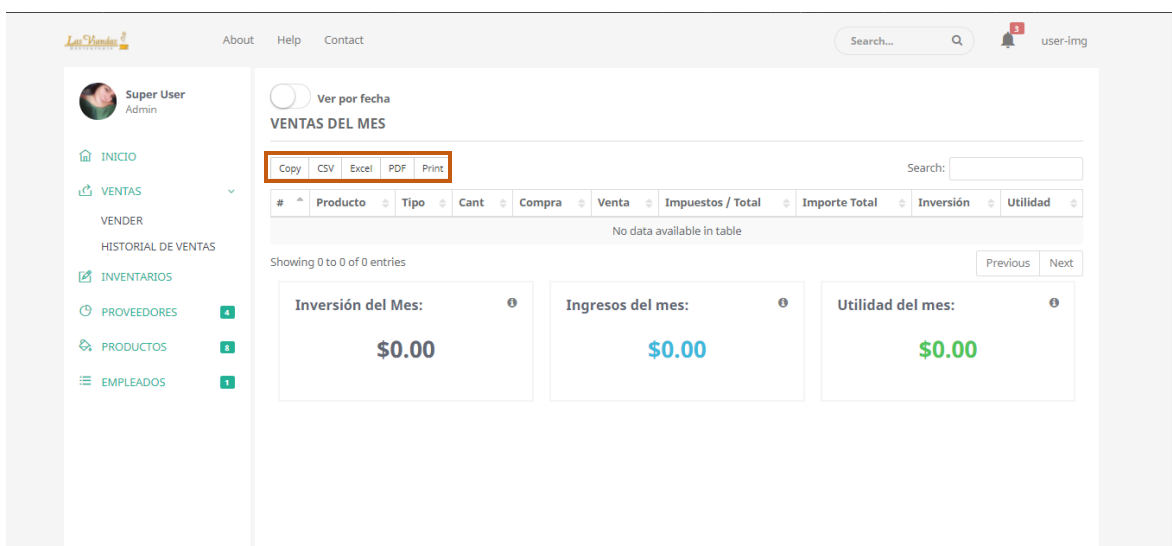 Las Viandas
About Help Contact Search... 3 user-img
Super User
Admin
INICIO
VENTAS
VENDER
HISTORIAL DE VENTAS
INVENTARIOS
PROVEEDORES 4
PRODUCTOS 8
EMPLEADOS 1
Ver por fecha
VENTAS DEL MES
Copy CSV Excel PDF Print Search:
# Producto Tipo Cant Compra Venta Impuestos / Total Importe Total Inversión Utilidad
No data available in table
Showing 0 to 0 of 0 entries Previous Next
Inversión del Mes: Ingresos del mes: Utilidad del mes:
$0.00 $0.00 $0.00